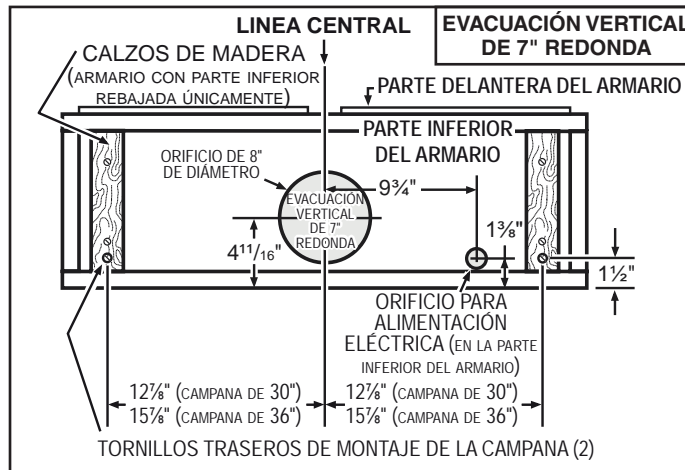 LINEA CENTRAL
EVACUACIÓN VERTICAL
DE 7" REDONDA
CALZOS DE MADERA
(ARMARIO CON PARTE INFERIOR
REBAJADA ÚNICAMENTE)
PARTE DELANTERA DEL ARMARIO
PARTE INFERIOR
DEL ARMARIO
ORIFICIO DE 8"
DE DIÁMETRO
9¾"
EVACUACIÓN
VERTICAL
DE 7"
REDONDA
1⅜"
4¹¹⁄₁₆"
1½"
ORIFICIO PARA
ALIMENTACIÓN
ELÉCTRICA (EN LA PARTE
INFERIOR DEL ARMARIO)
12⅞" (CAMPANA DE 30")
15⅞" (CAMPANA DE 36")
12⅞" (CAMPANA DE 30")
15⅞" (CAMPANA DE 36")
TORNILLOS TRASEROS DE MONTAJE DE LA CAMPANA (2)